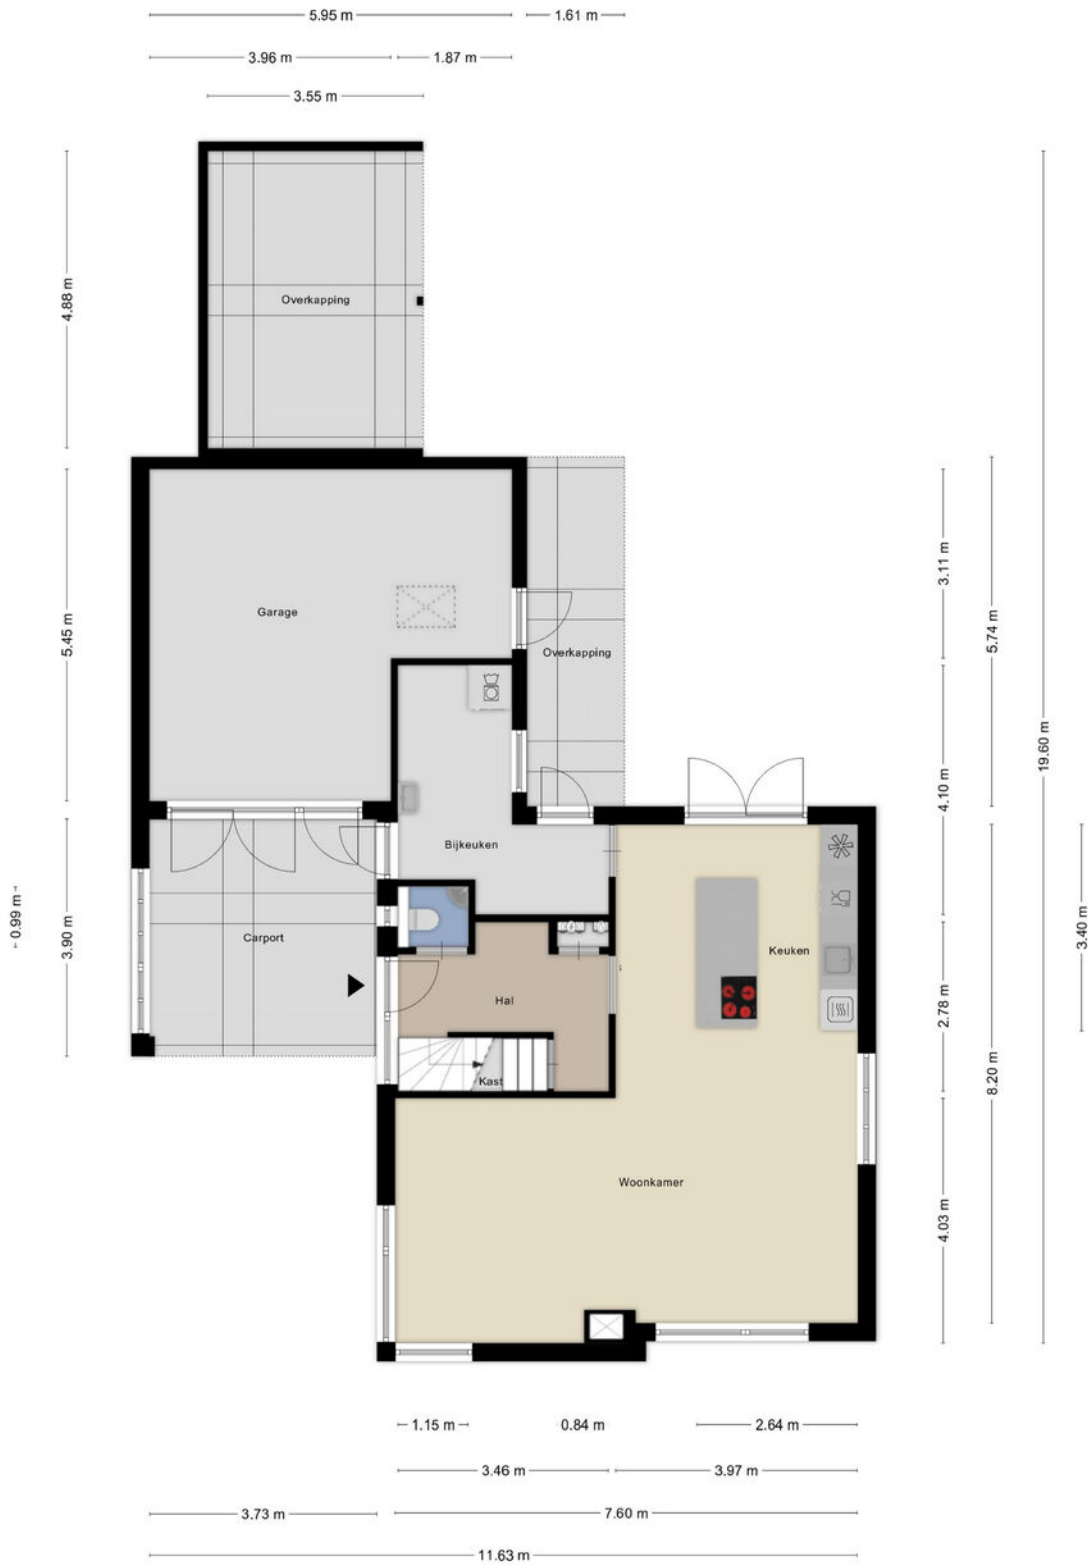 5.95 m
1.61 m
3.96 m
1.87 m
3.55 m
4.88 m
Overkapping
5.45 m
Garage
Overkapping
3.11 m
5.74 m
19.60 m
4.10 m
Bijkeuken
0.99 m
3.90 m
Carport
Keuken
3.40 m
Hal
2.78 m
Kast
8.20 m
Woonkamer
4.03 m
1.15 m
0.84 m
2.64 m
3.46 m
3.97 m
3.73 m
7.60 m
11.63 m